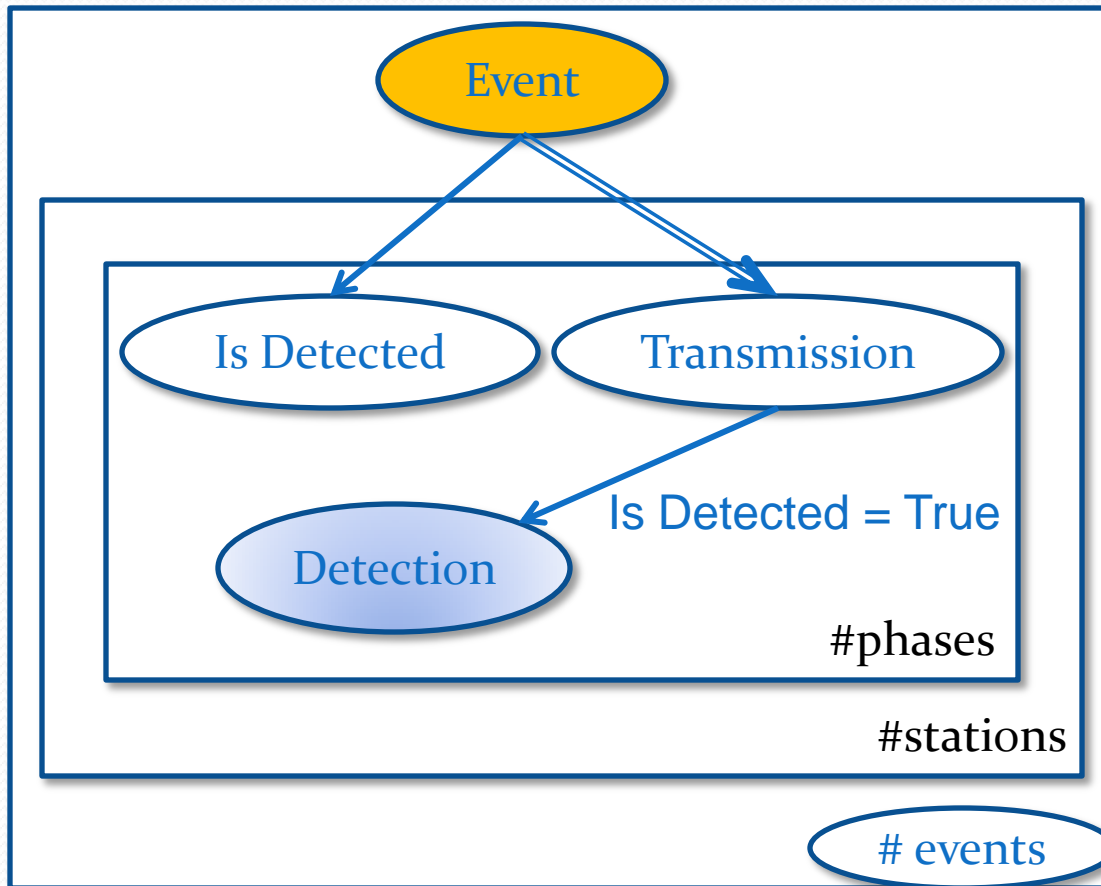 Event
Is Detected
Transmission
Is Detected = True
Detection
#phases
#stations
# events